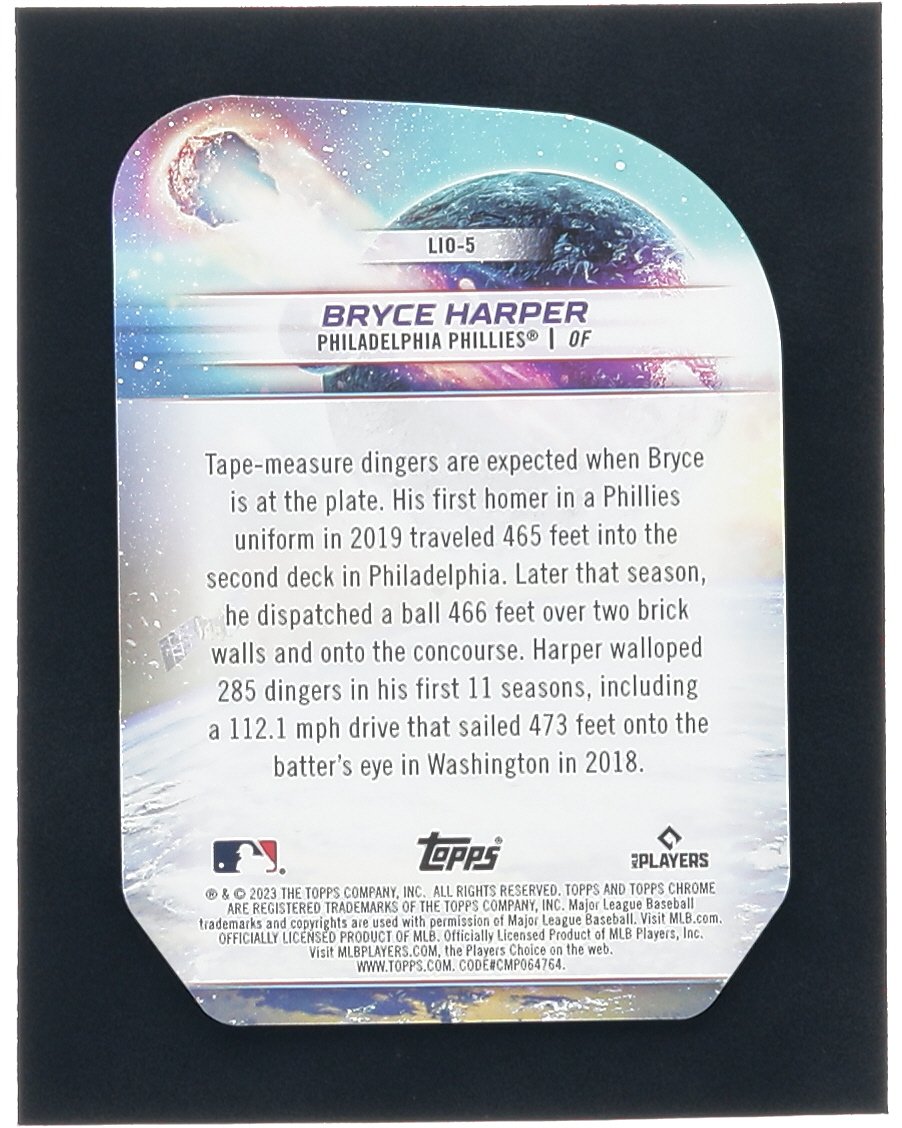 LIO-5
BRYCE HARPER
PHILADELPHIA PHILLIES® | OF
Tape-measure dingers are expected when Bryce
is at the plate. His first homer in a Phillies
uniform in 2019 traveled 465 feet into the
second deck in Philadelphia. Later that season,
he dispatched a ball 466 feet over two brick
walls and onto the concourse. Harper walloped
285 dingers in his first 11 seasons, including
a 112.1 mph drive that sailed 473 feet onto the
batter's eye in Washington in 2018.
topps® MLB PLAYERS
® & © 2023 THE TOPPS COMPANY, INC. ALL RIGHTS RESERVED. TOPPS AND TOPPS CHROME
ARE REGISTERED TRADEMARKS OF THE TOPPS COMPANY, INC. Major League Baseball
trademarks and copyrights are used with permission of Major League Baseball. Visit MLB.com.
OFFICIALLY LICENSED PRODUCT OF MLB. Officially Licensed Product of MLB Players, Inc.
Visit MLBPLAYERS.COM, the Players Choice on the web.
WWW.TOPPS.COM. CODE#CMP064764.